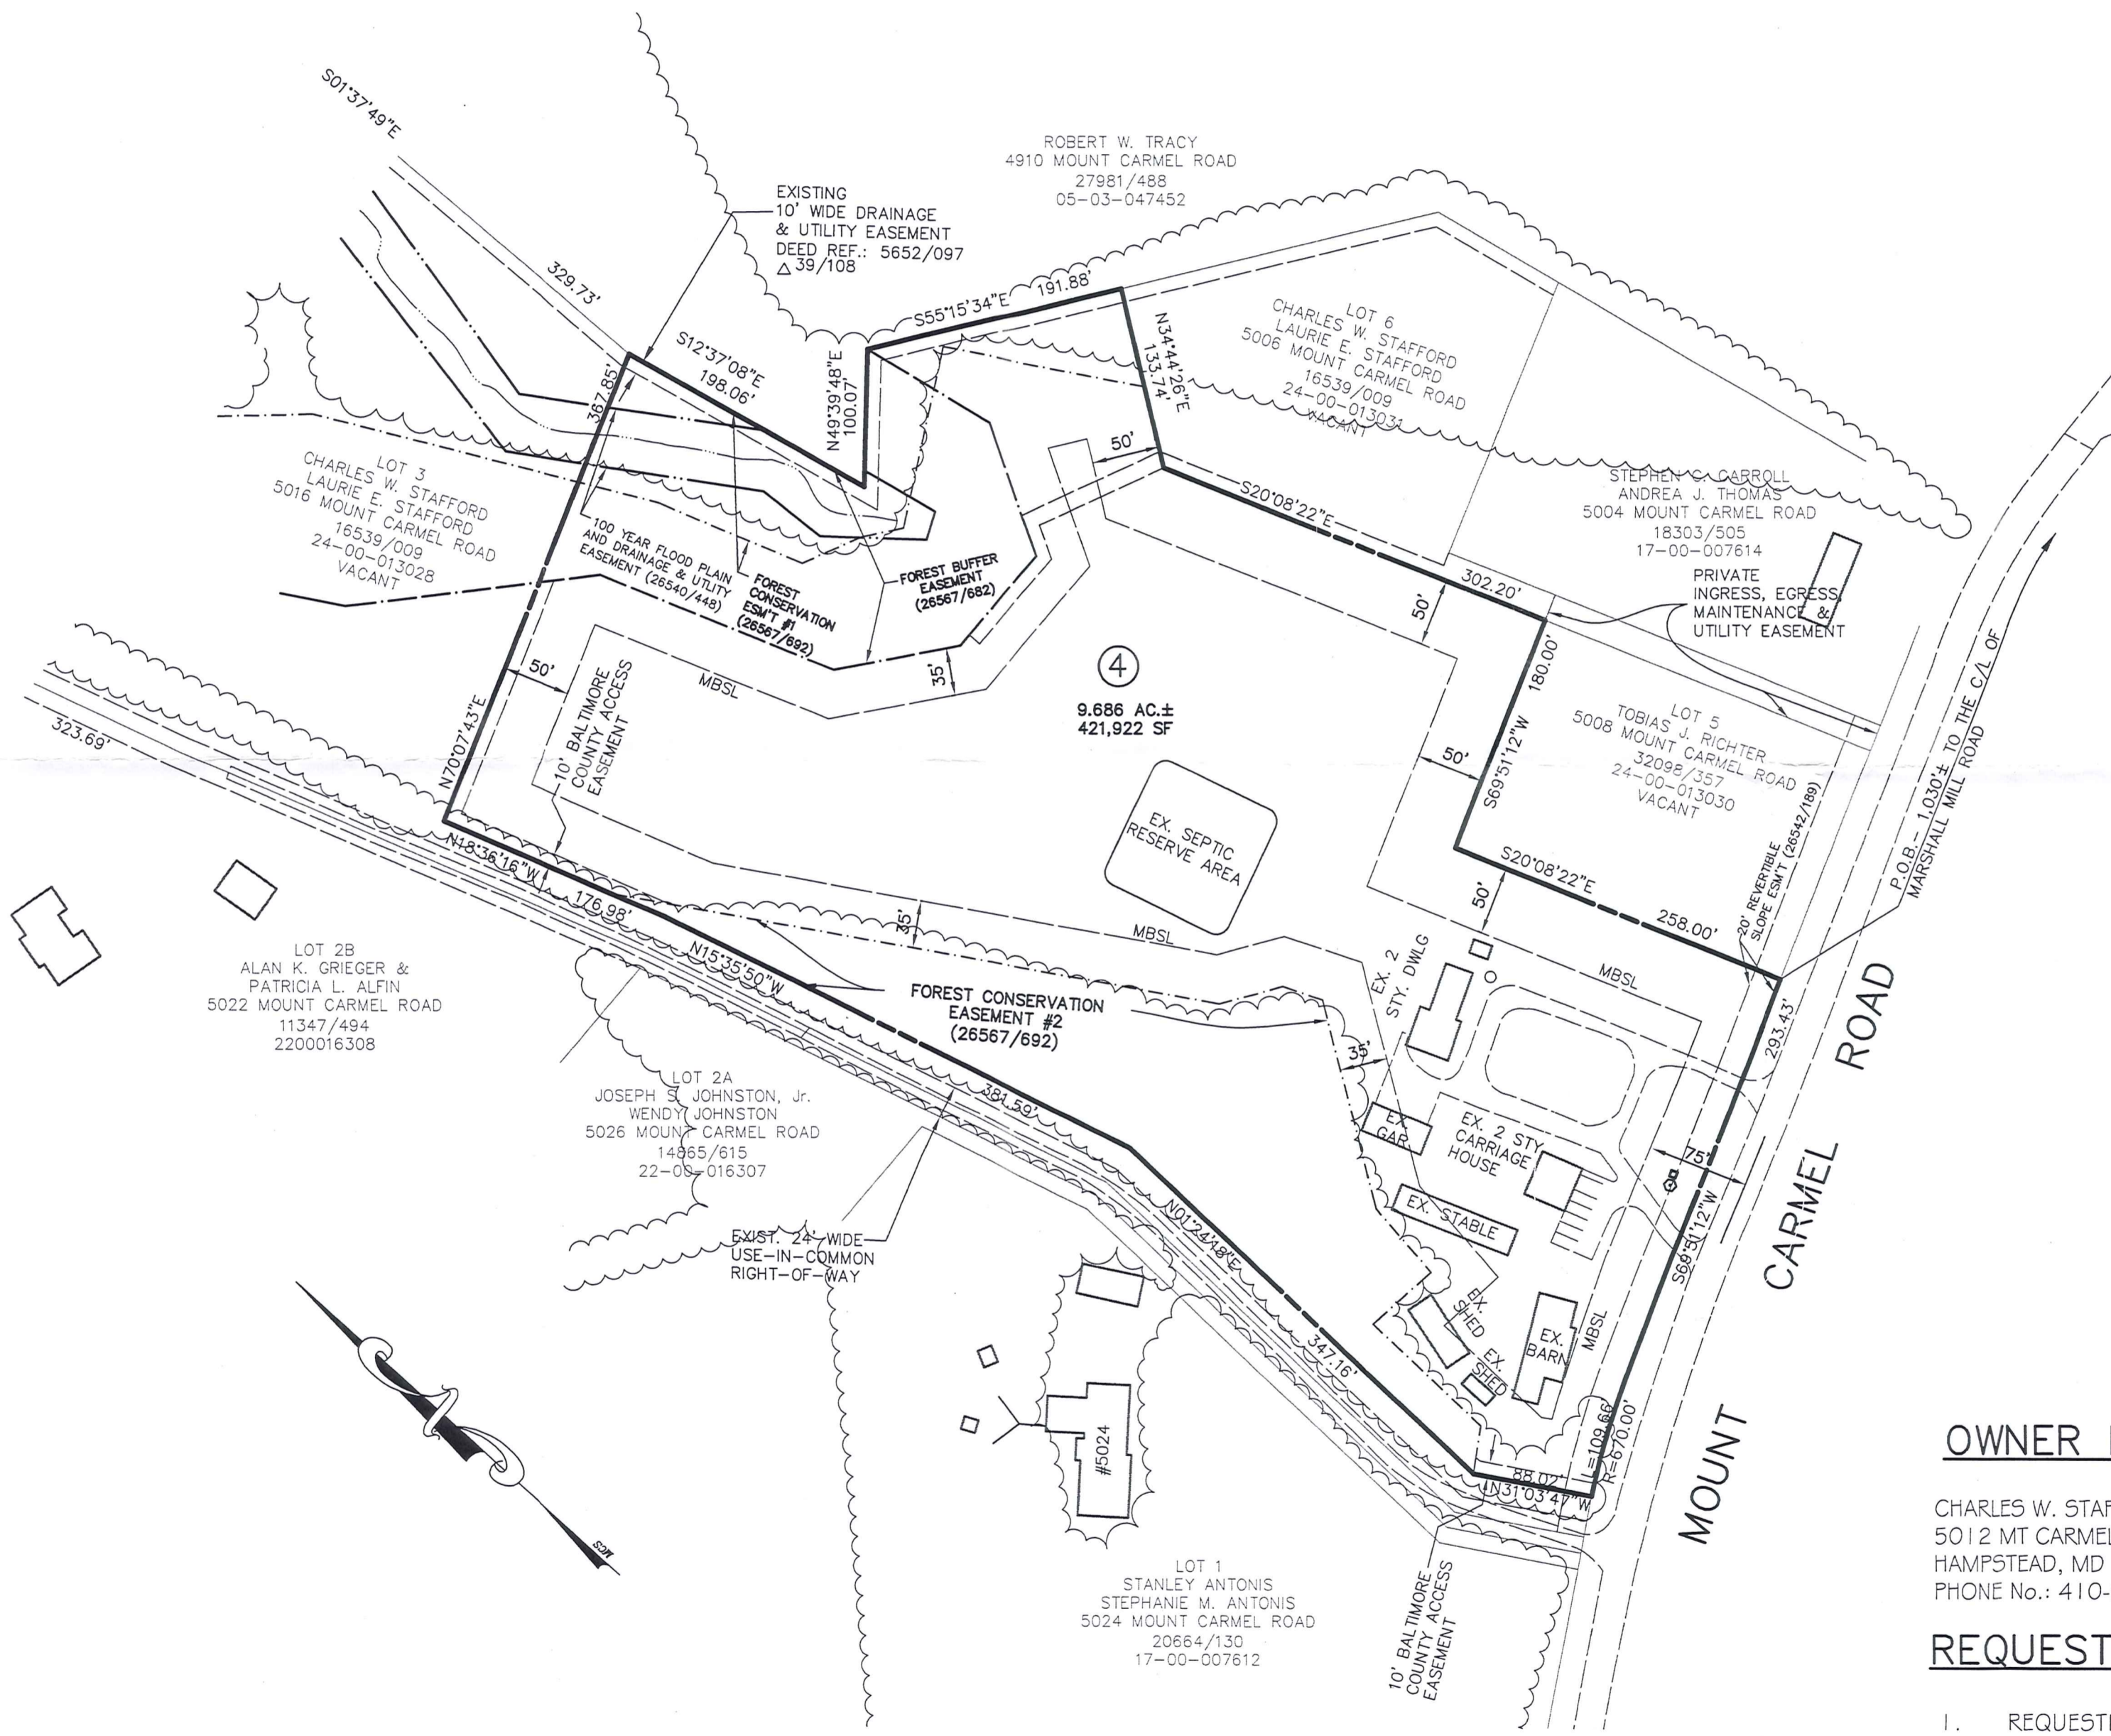 S01°37'49"E
329.73'
EXISTING
10' WIDE DRAINAGE
& UTILITY EASEMENT
DEED REF.: 5652/097
△ 39/108
ROBERT W. TRACY
4910 MOUNT CARMEL ROAD
27981/488
05-03-047452
S55°15'34"E 191.88'
S12°37'08"E
198.06'
367.85'
N49°39'48"E
100.07'
N34°44'26"E
133.74'
LOT 6
CHARLES W. STAFFORD
LAURIE E. STAFFORD
5006 MOUNT CARMEL ROAD
16539/009
24-00-013031
VACANT
50'
LOT 3
CHARLES W. STAFFORD
LAURIE E. STAFFORD
5016 MOUNT CARMEL ROAD
16539/009
24-00-013028
VACANT
100 YEAR FLOOD PLAIN
AND DRAINAGE & UTLITY
EASEMENT (26540/448)
FOREST
CONSERVATION
ESM'T #1
(26567/692)
FOREST BUFFER
EASEMENT
(26567/682)
S20°08'22"E
302.20'
STEPHEN C. CARROLL
ANDREA J. THOMAS
5004 MOUNT CARMEL ROAD
18303/505
17-00-007614
PRIVATE
INGRESS, EGRESS,
MAINTENANCE &
UTILITY EASEMENT
50'
35'
50'
MBSL
10' BALTIMORE
COUNTY ACCESS
EASEMENT
4
9.686 AC.±
421,922 SF
180.00'
S69°51'12"W
50'
LOT 5
TOBIAS J. RICHTER
5008 MOUNT CARMEL ROAD
32098/357
24-00-013030
VACANT
P.O.B.- 1,030'± TO THE C/L OF
MARSHALL MILL ROAD
20' REVERTIBLE
SLOPE ESM'T (26542/189)
323.69'
N70°07'43"E
N18°36'16"W
176.98'
EX. SEPTIC
RESERVE AREA
S20°08'22"E
258.00'
50'
35'
MBSL
MBSL
N15°35'50"W
381.59'
LOT 2B
ALAN K. GRIEGER &
PATRICIA L. ALFIN
5022 MOUNT CARMEL ROAD
11347/494
2200016308
FOREST CONSERVATION
EASEMENT #2
(26567/692)
EX. 2
STY. DWLG
293.43'
35'
LOT 2A
JOSEPH S. JOHNSTON, Jr.
WENDY JOHNSTON
5026 MOUNT CARMEL ROAD
14865/615
22-00-016307
EX.
GAR.
EX. 2 STY
CARRIAGE
HOUSE
75'
EX. STABLE
S69°51'12"W
MOUNT CARMEL ROAD
EXIST. 24' WIDE
USE-IN-COMMON
RIGHT-OF-WAY
N01°24'18"E
347.16'
EX.
SHED
EX.
SHED
EX.
BARN
MBSL
L=109.66'
R=670.00'
88.02'
N31°03'47"W
#5024
MCS
LOT 1
STANLEY ANTONIS
STEPHANIE M. ANTONIS
5024 MOUNT CARMEL ROAD
20664/130
17-00-007612
10' BALTIMORE
COUNTY ACCESS
EASEMENT
OWNER
CHARLES W. STAF
5012 MT CARMEL
HAMPSTEAD, MD
PHONE No.: 410-
REQUEST
1. REQUEST